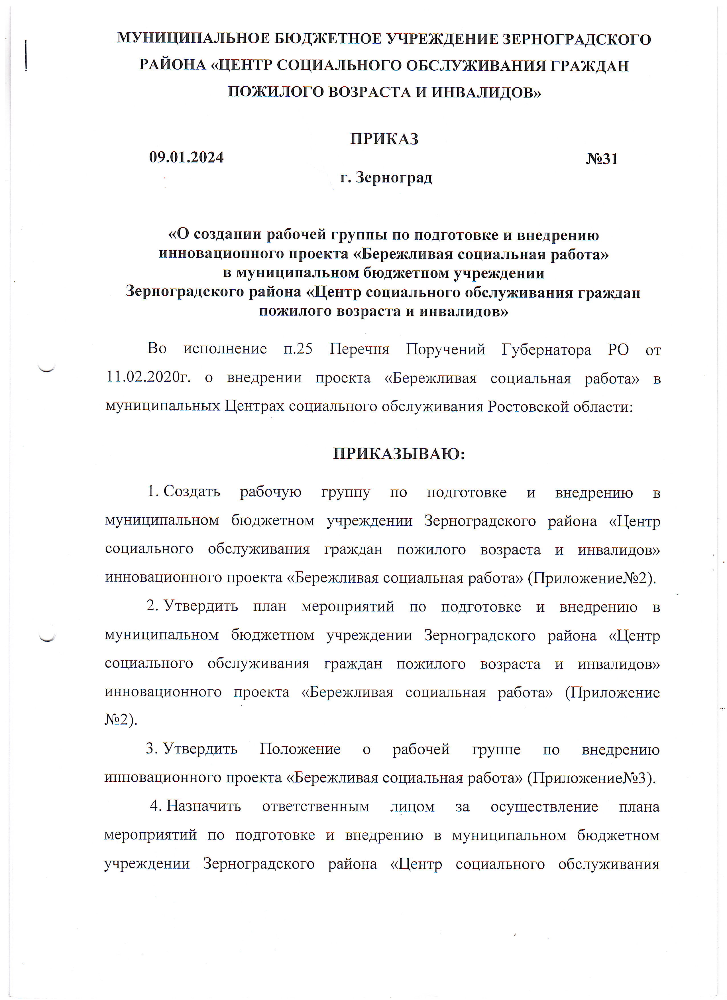 МУНИЦИПАЛЬНОЕ БЮДЖЕТНОЕ УЧРЕЖДЕНИЕ ЗЕРНОГРАДСКОГО
РАЙОНА «ЦЕНТР СОЦИАЛЬНОГО ОБСЛУЖИВАНИЯ ГРАЖДАН
ПОЖИЛОГО ВОЗРАСТА И ИНВАЛИДОВ»
ПРИКАЗ
09.01.2024 №31
г. Зерноград
«О создании рабочей группы по подготовке и внедрению
инновационного проекта «Бережливая социальная работа»
в муниципальном бюджетном учреждении
Зерноградского района «Центр социального обслуживания граждан
пожилого возраста и инвалидов»
Во исполнение п.25 Перечня Поручений Губернатора РО от
11.02.2020г. о внедрении проекта «Бережливая социальная работа» в
муниципальных Центрах социального обслуживания Ростовской области:
ПРИКАЗЫВАЮ:
1. Создать рабочую группу по подготовке и внедрению в
муниципальном бюджетном учреждении Зерноградского района «Центр
социального обслуживания граждан пожилого возраста и инвалидов»
инновационного проекта «Бережливая социальная работа» (Приложение№2).
2. Утвердить план мероприятий по подготовке и внедрению в
муниципальном бюджетном учреждении Зерноградского района «Центр
социального обслуживания граждан пожилого возраста и инвалидов»
инновационного проекта «Бережливая социальная работа» (Приложение
№2).
3. Утвердить Положение о рабочей группе по внедрению
инновационного проекта «Бережливая социальная работа» (Приложение№3).
4. Назначить ответственным лицом за осуществление плана
мероприятий по подготовке и внедрению в муниципальном бюджетном
учреждении Зерноградского района «Центр социального обслуживания